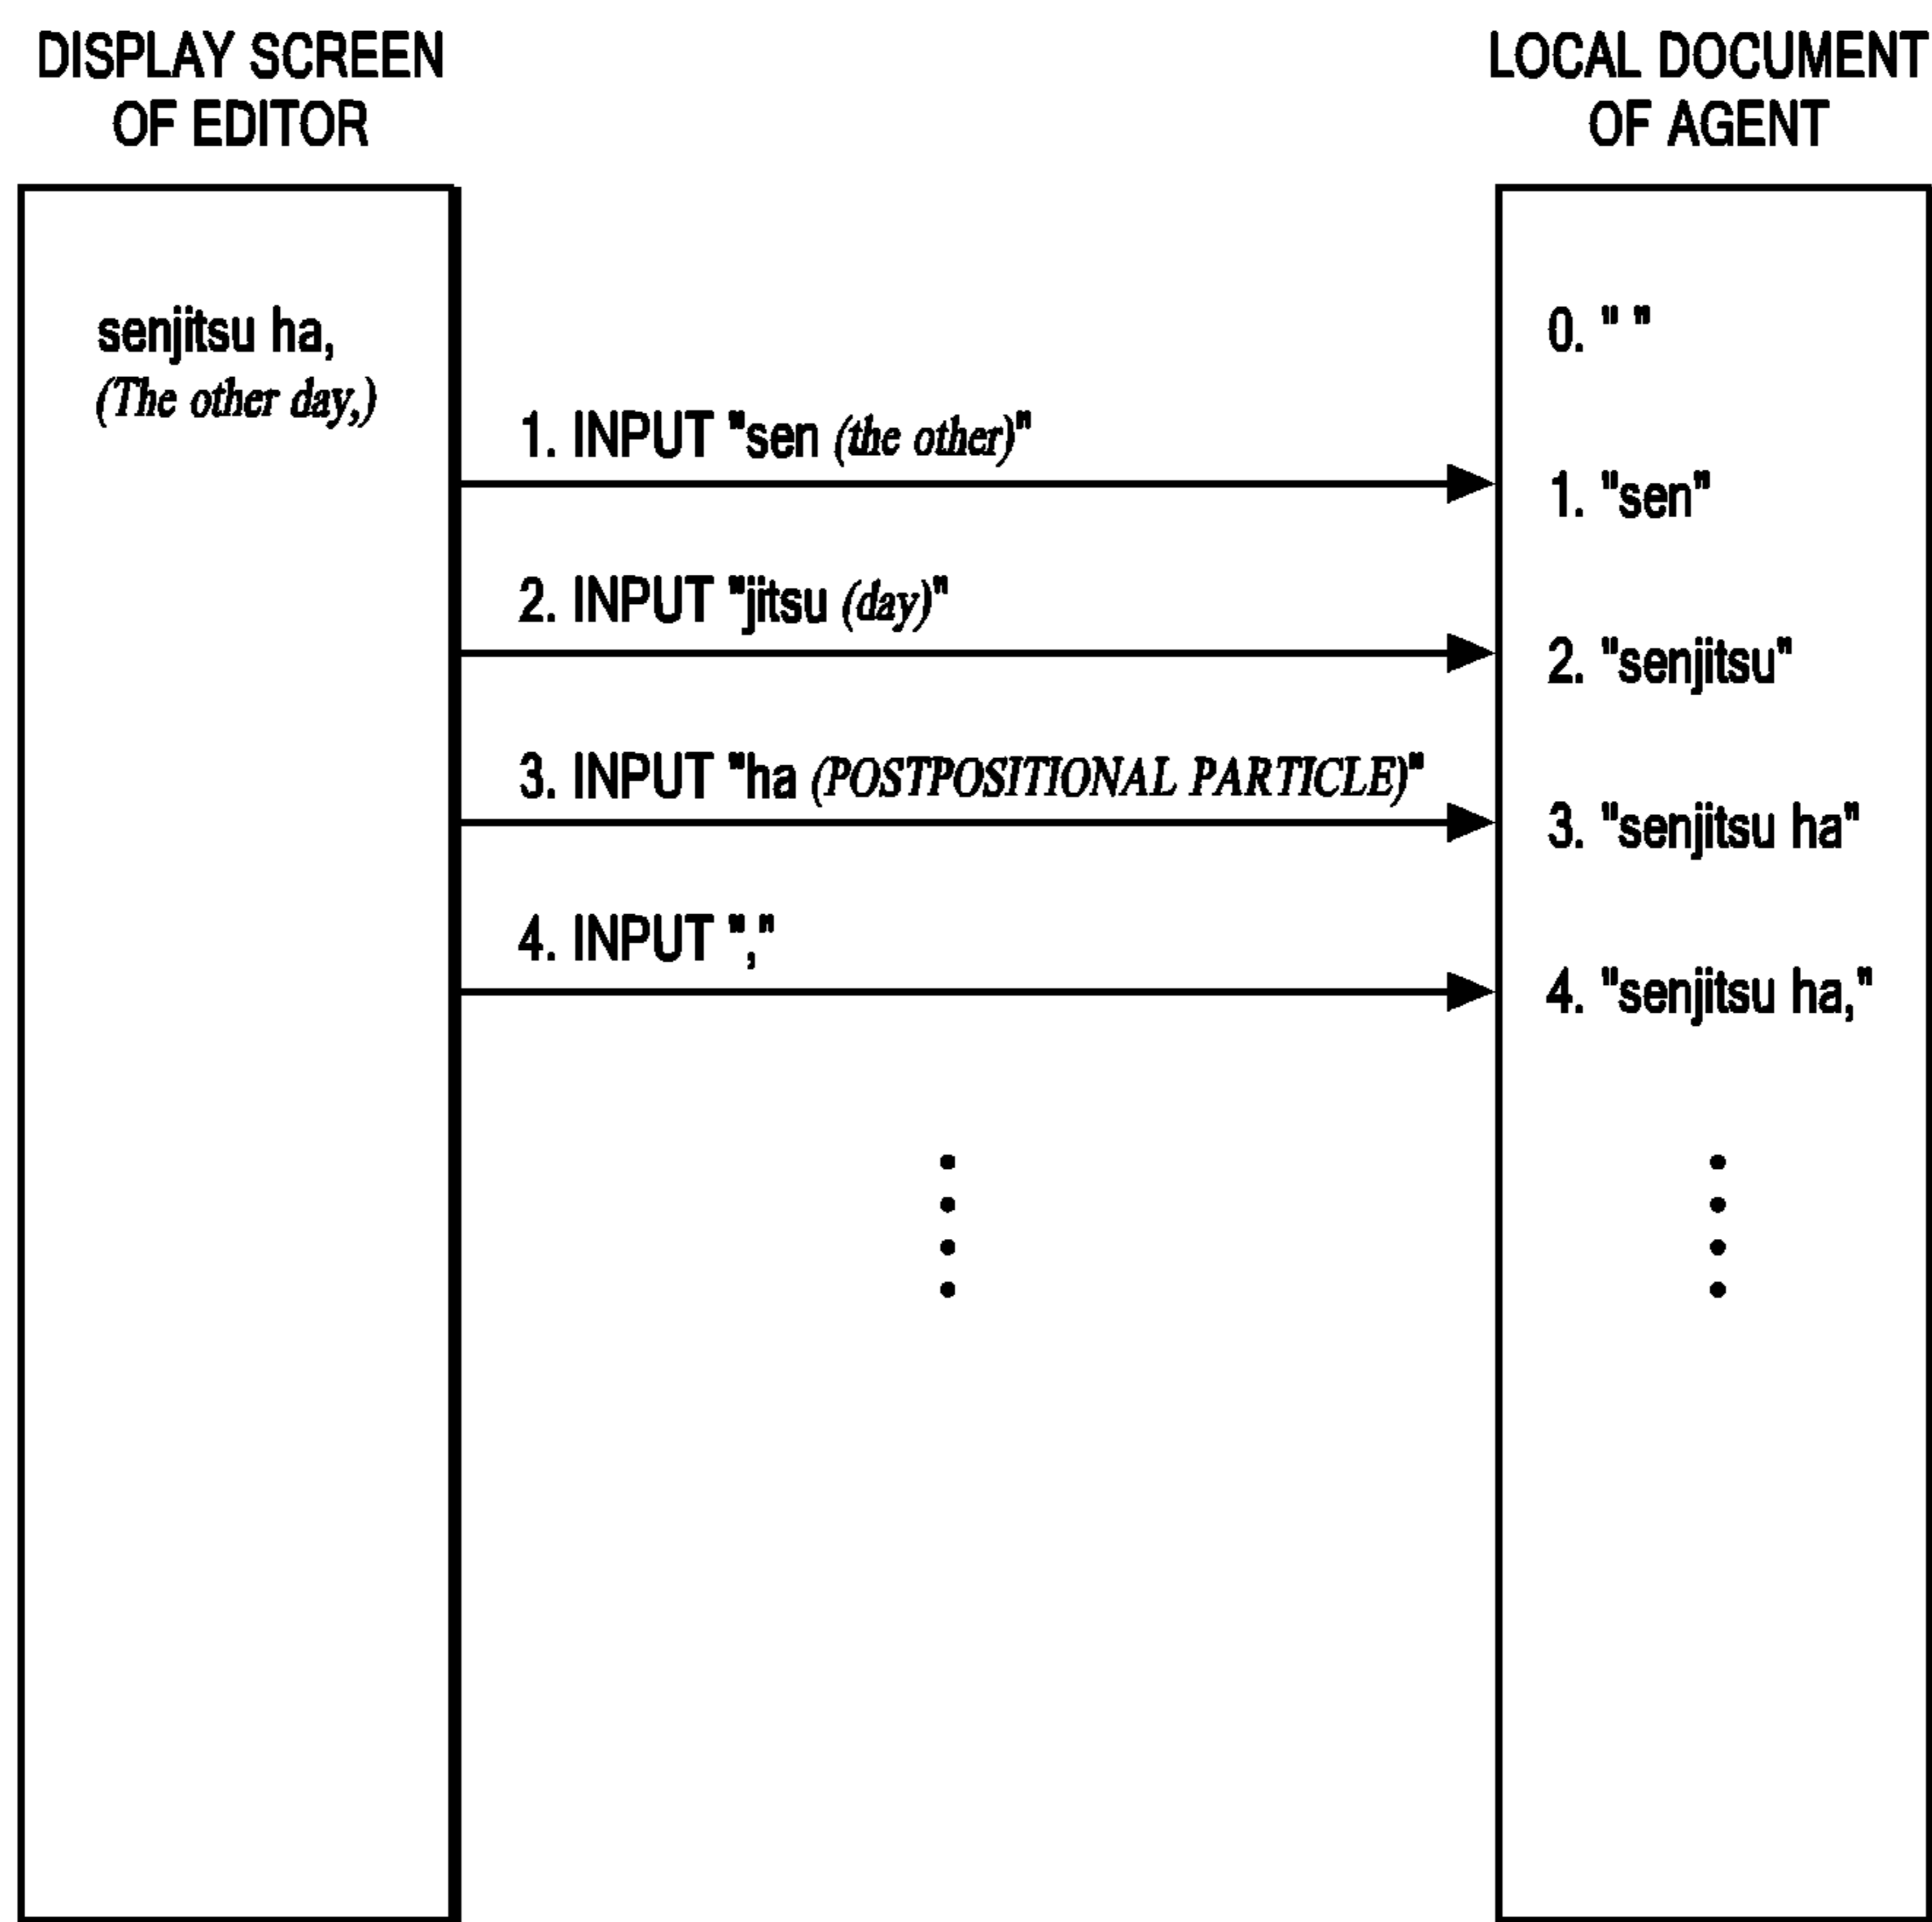 DISPLAY SCREEN
OF EDITOR
LOCAL DOCUMENT
OF AGENT
senjitsu ha,
(The other day,)
0. " "
1. INPUT "sen (the other)"
1. "sen"
2. INPUT "jitsu (day)"
2. "senjitsu"
3. INPUT "ha (POSTPOSITIONAL PARTICLE)"
3. "senjitsu ha"
4. INPUT ","
4. "senjitsu ha,"